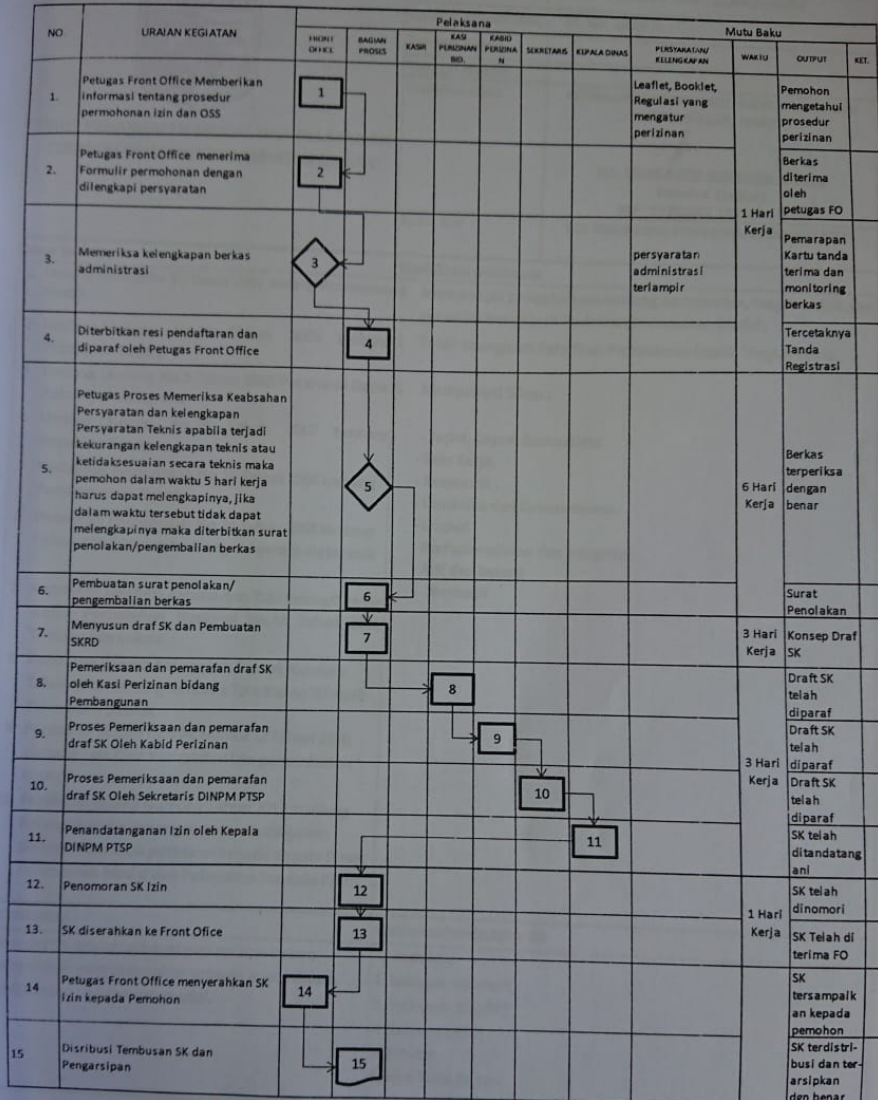 NO
URAIAN KEGIATAN
Pelaksana
Mutu Baku
FRONT OFFICE
BAGIAN PROSES
KASIR
KASI PERIZINAN BID.
KABID PERIZINA N
SEKRETARIS
KEPALA DINAS
PERSYARATAN/ KELENGKAPAN
WAKTU
OUTPUT
KET.
1.
Petugas Front Office Memberikan
informasi tentang prosedur
permohonan izin dan OSS
1
Leaflet, Booklet,
Regulasi yang
mengatur
perizinan
Pemohon
mengetahui
prosedur
perizinan
2.
Petugas Front Office menerima
Formulir permohonan dengan
dilengkapi persyaratan
2
1 Hari
Kerja
Berkas
diterima
oleh
petugas FO
3.
Memeriksa kelengkapan berkas
administrasi
3
persyaratan
administrasi
terlampir
Pemarapan
Kartu tanda
terima dan
monitoring
berkas
4.
Diterbitkan resi pendaftaran dan
diparaf oleh Petugas Front Office
4
Tercetaknya
Tanda
Registrasi
5.
Petugas Proses Memeriksa Keabsahan
Persyaratan dan kelengkapan
Persyaratan Teknis apabila terjadi
kekurangan kelengkapan teknis atau
ketidaksesuaian secara teknis maka
pemohon dalam waktu 5 hari kerja
harus dapat melengkapinya, jika
dalam waktu tersebut tidak dapat
melengkapinya maka diterbitkan surat
penolakan/pengembalian berkas
5
6 Hari
Kerja
Berkas
terperiksa
dengan
benar
6.
Pembuatan surat penolakan/
pengembalian berkas
6
Surat
Penolakan
7.
Menyusun draf SK dan Pembuatan
SKRD
7
3 Hari
Kerja
Konsep Draf
SK
8.
Pemeriksaan dan pemarafan draf SK
oleh Kasi Perizinan bidang
Pembangunan
8
Draft SK
telah
diparaf
9.
Proses Pemeriksaan dan pemarafan
draf SK Oleh Kabid Perizinan
9
3 Hari
Kerja
Draft SK
telah
diparaf
10.
Proses Pemeriksaan dan pemarafan
draf SK Oleh Sekretaris DINPM PTSP
10
Draft SK
telah
diparaf
11.
Penandatanganan Izin oleh Kepala
DINPM PTSP
11
SK telah
ditandatang
ani
12.
Penomoran SK Izin
12
1 Hari
Kerja
SK telah
dinomori
13.
SK diserahkan ke Front Ofice
13
SK Telah di
terima FO
14
Petugas Front Office menyerahkan SK
Izin kepada Pemohon
14
SK
tersampaik
an kepada
pemohon
15
Disribusi Tembusan SK dan
Pengarsipan
15
SK terdistri-
busi dan ter-
arsipkan
dgn benar